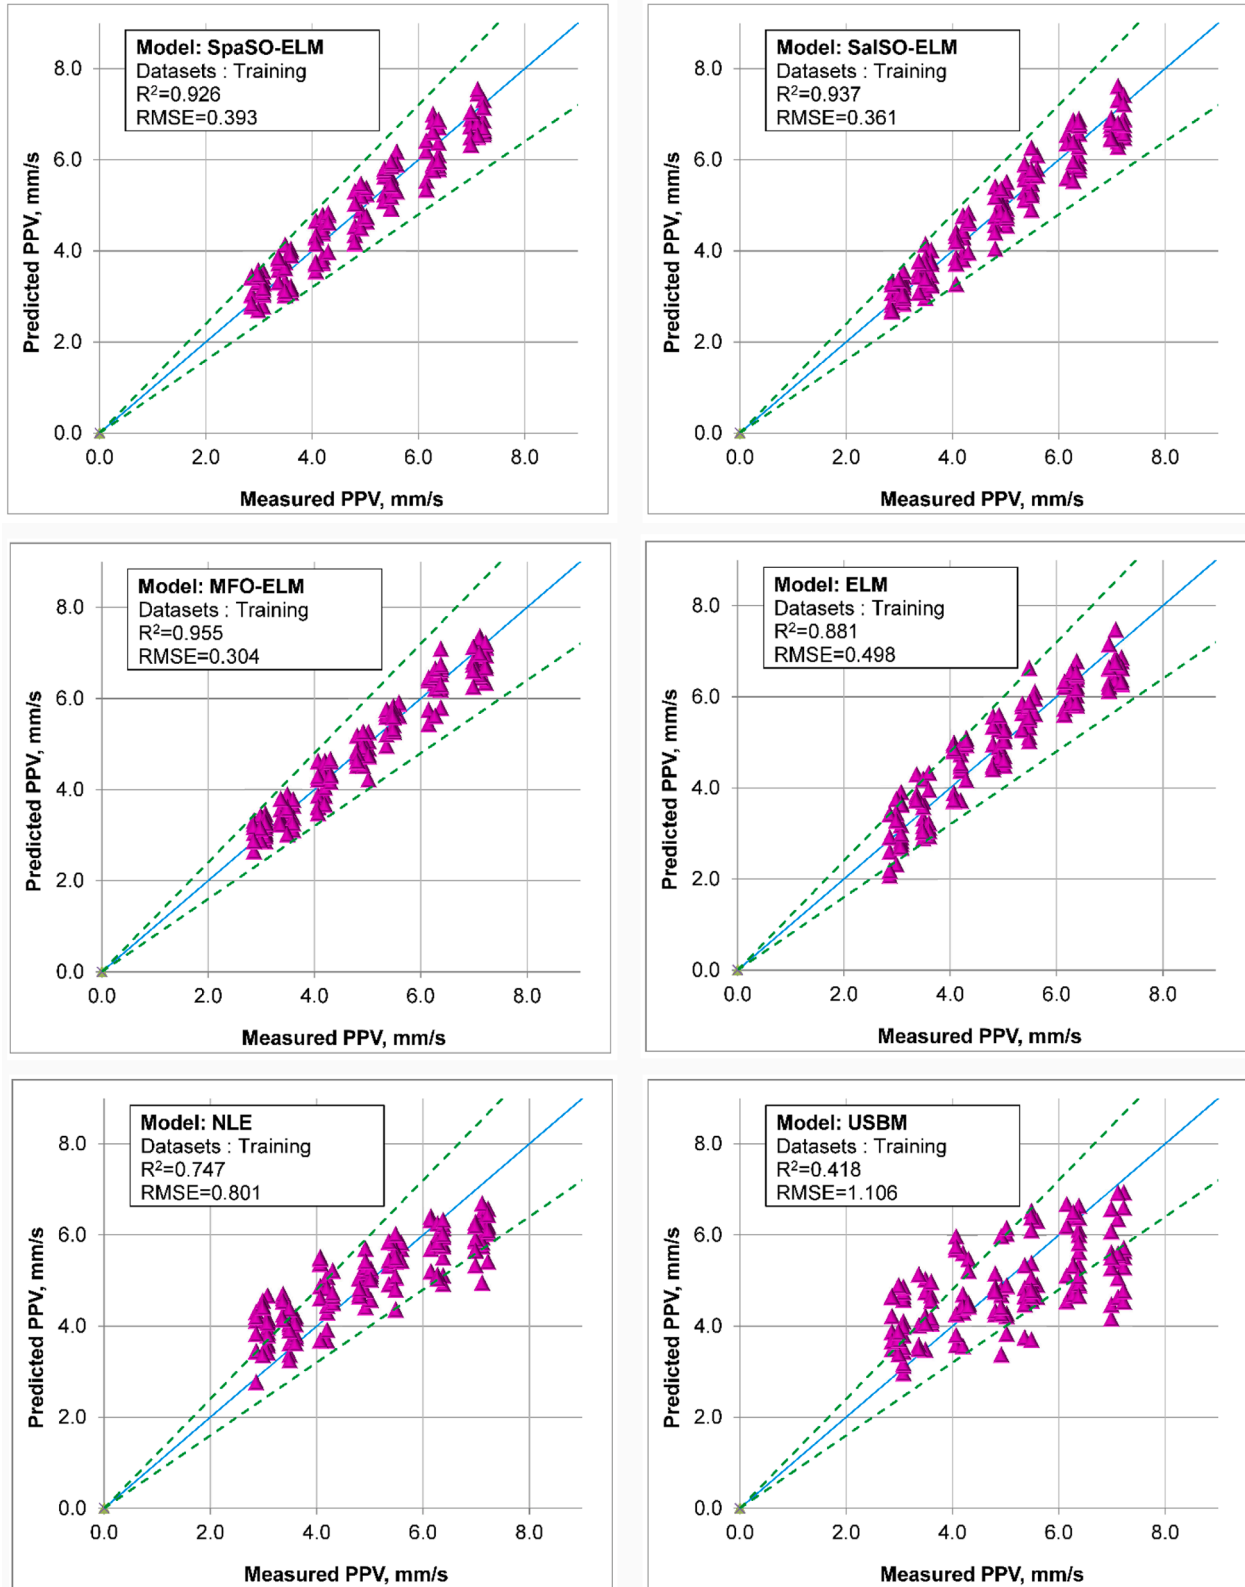 Model: SpaSO-ELM
Datasets : Training
R²=0.926
RMSE=0.393
8.0
6.0
4.0
2.0
0.0
0.0 2.0 4.0 6.0 8.0
Predicted PPV, mm/s
Measured PPV, mm/s
Model: SalSO-ELM
Datasets : Training
R²=0.937
RMSE=0.361
8.0
6.0
4.0
2.0
0.0
0.0 2.0 4.0 6.0 8.0
Predicted PPV, mm/s
Measured PPV, mm/s
Model: MFO-ELM
Datasets : Training
R²=0.955
RMSE=0.304
8.0
6.0
4.0
2.0
0.0
0.0 2.0 4.0 6.0 8.0
Predicted PPV, mm/s
Measured PPV, mm/s
Model: ELM
Datasets : Training
R²=0.881
RMSE=0.498
8.0
6.0
4.0
2.0
0.0
0.0 2.0 4.0 6.0 8.0
Predicted PPV, mm/s
Measured PPV, mm/s
Model: NLE
Datasets : Training
R²=0.747
RMSE=0.801
8.0
6.0
4.0
2.0
0.0
0.0 2.0 4.0 6.0 8.0
Predicted PPV, mm/s
Measured PPV, mm/s
Model: USBM
Datasets : Training
R²=0.418
RMSE=1.106
8.0
6.0
4.0
2.0
0.0
0.0 2.0 4.0 6.0 8.0
Predicted PPV, mm/s
Measured PPV, mm/s